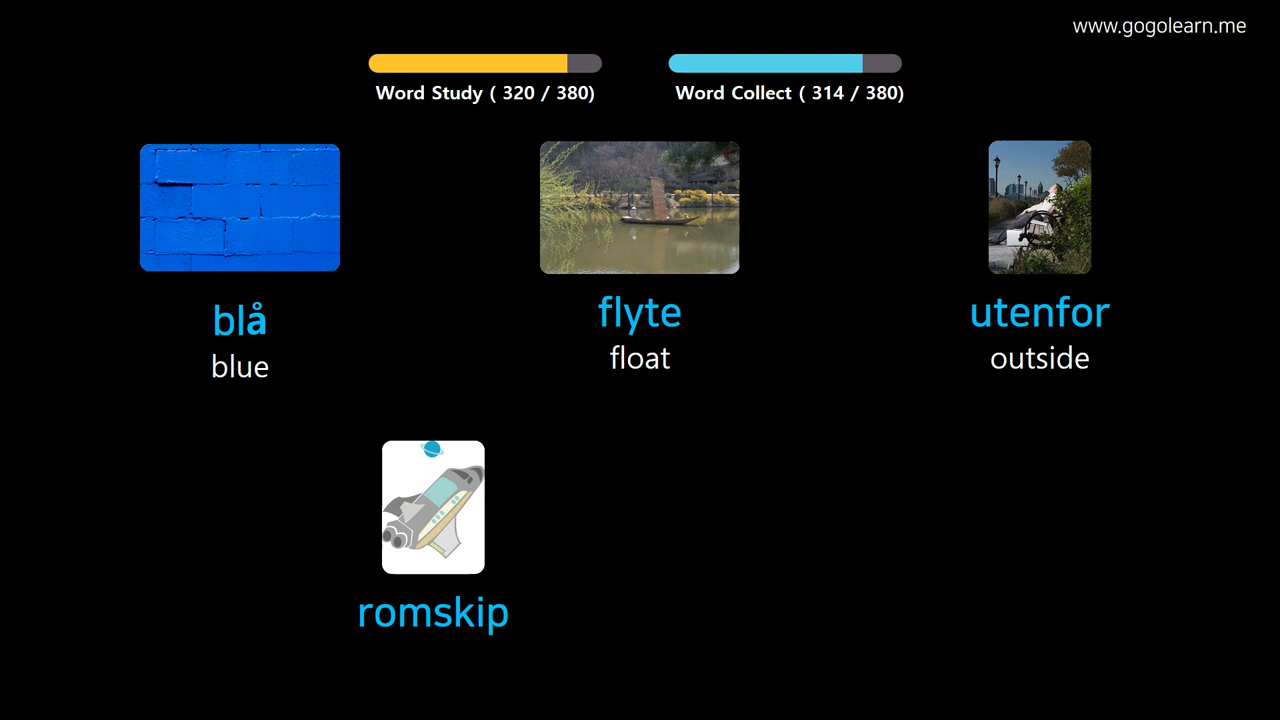 www.gogolearn.me
Word Study ( 320 / 380)
Word Collect ( 314 / 380)
blå
blue
flyte
float
utenfor
outside
romskip